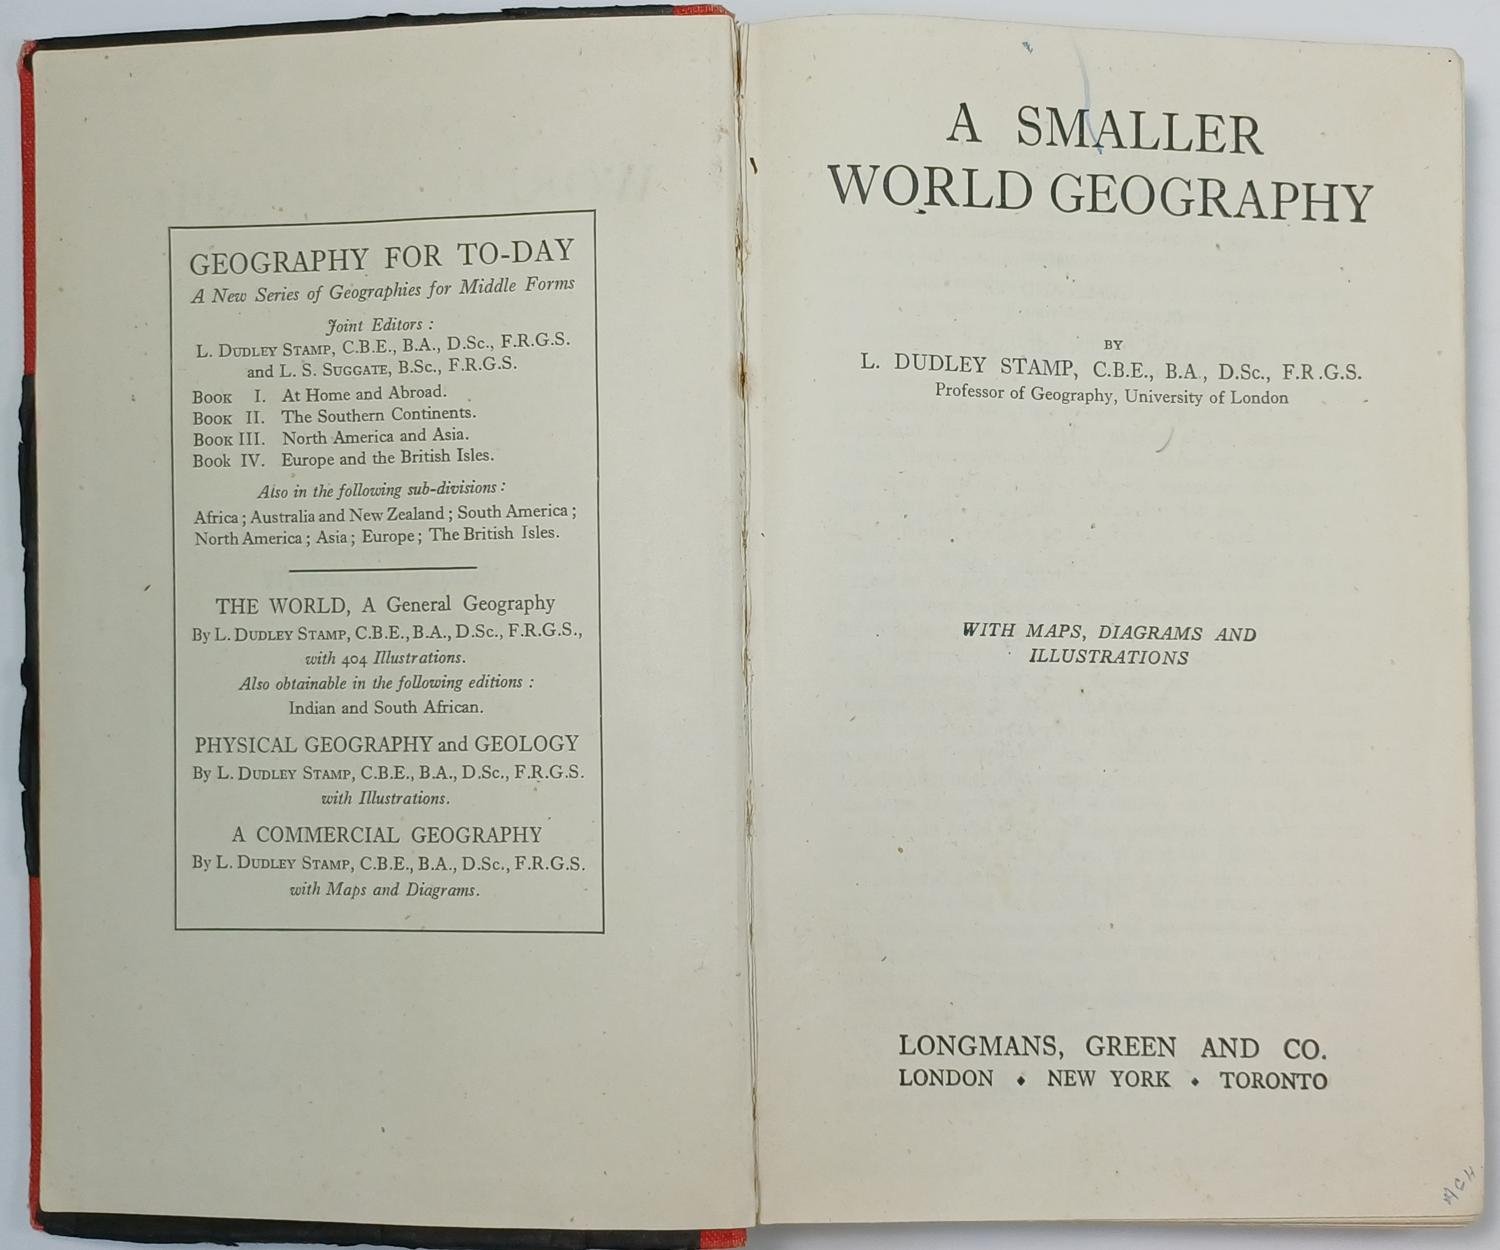 GEOGRAPHY FOR TO-DAY
A New Series of Geographies for Middle Forms
Joint Editors :
L. DUDLEY STAMP, C.B.E., B.A., D.Sc., F.R.G.S.
and L. S. SUGGATE, B.Sc., F.R.G.S.
BOOK I. At Home and Abroad.
BOOK II. The Southern Continents.
BOOK III. North America and Asia.
Book IV. Europe and the British Isles.
Also in the following sub-divisions :
Africa ; Australia and New Zealand ; South America ;
North America ; Asia ; Europe ; The British Isles.
THE WORLD, A General Geography
By L. DUDLEY STAMP, C.B.E., B.A., D.Sc., F.R.G.S.,
with 404 Illustrations.
Also obtainable in the following editions :
Indian and South African.
PHYSICAL GEOGRAPHY and GEOLOGY
By L. DUDLEY STAMP, C.B.E., B.A., D.Sc., F.R.G.S.
with Illustrations.
A COMMERCIAL GEOGRAPHY
By L. DUDLEY STAMP, C.B.E., B.A., D.Sc., F.R.G.S.
with Maps and Diagrams.
A SMALLER
WORLD GEOGRAPHY
BY
L. DUDLEY STAMP, C.B.E., B.A., D.Sc., F.R.G.S.
Professor of Geography, University of London
WITH MAPS, DIAGRAMS AND
ILLUSTRATIONS
LONGMANS, GREEN AND CO.
LONDON ♦ NEW YORK ♦ TORONTO